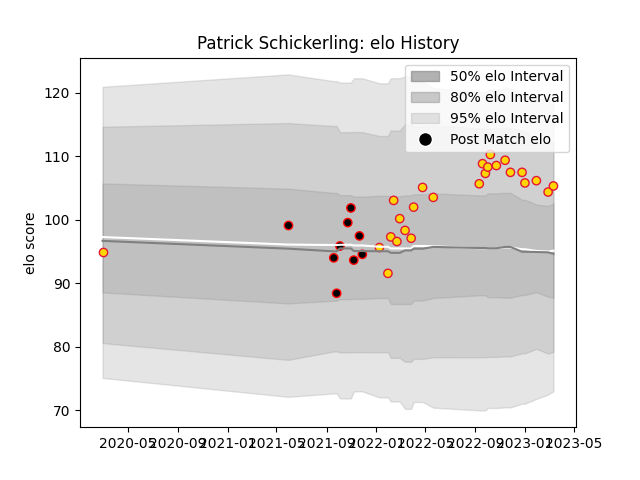 Patrick Schickerling: elo History
50% elo Interval
80% elo Interval
95% elo Interval
Post Match elo
elo score
120
110
100
90
80
70
2020-05 2020-09 2021-01 2021-05 2021-09 2022-01 2022-05 2022-09 2023-01 2023-05